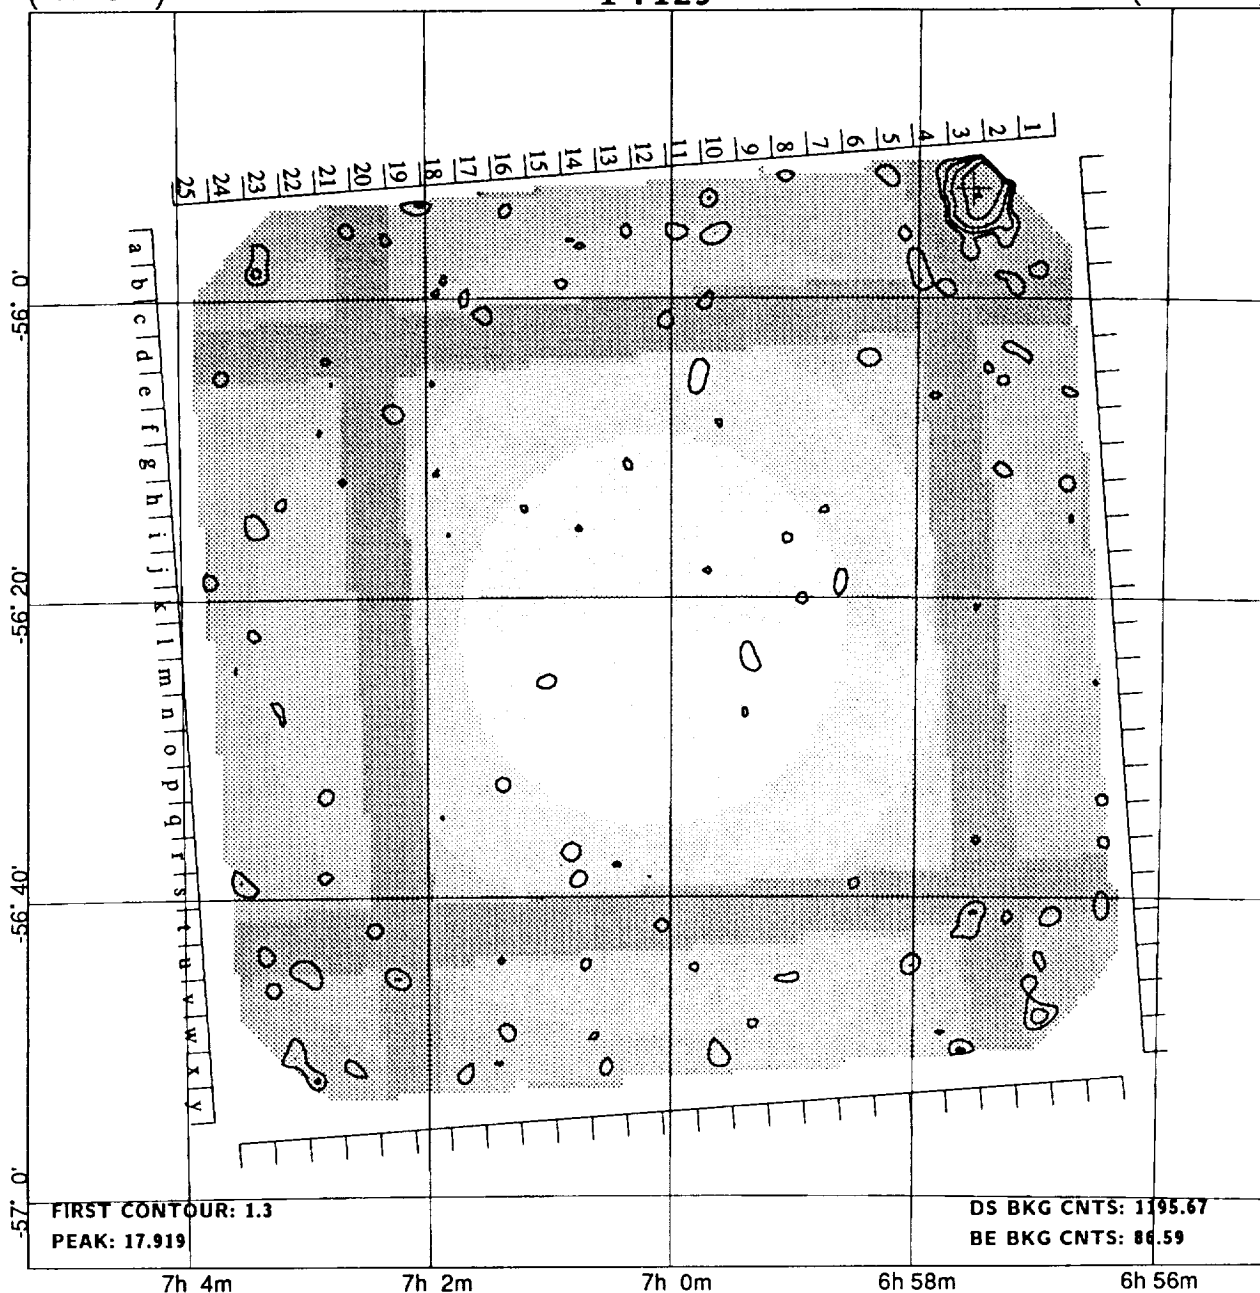 25 24 23 22 21 20 19 18 17 16 15 14 13 12 11 10 9 8 7 6 5 4 3 2 1
a b c d e f g h i j k l m n o p q r s t u v w x y
-56° 0'
-56° 20'
-56° 40'
-57° 0'
FIRST CONTOUR: 1.3
PEAK: 17.919
DS BKG CNTS: 1195.67
BE BKG CNTS: 86.59
7h 4m 7h 2m 7h 0m 6h 58m 6h 56m